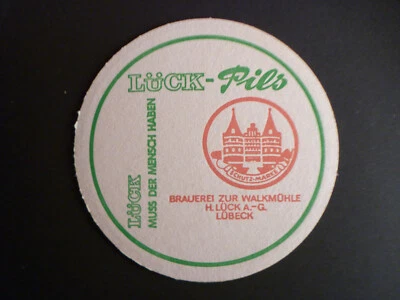 LÜCK-Pils
LÜCK
MUSS DER MENSCH HABEN
SCHUTZ-MARKE
BRAUEREI ZUR WALKMÜHLE
H. LÜCK A.-G.
LÜBECK